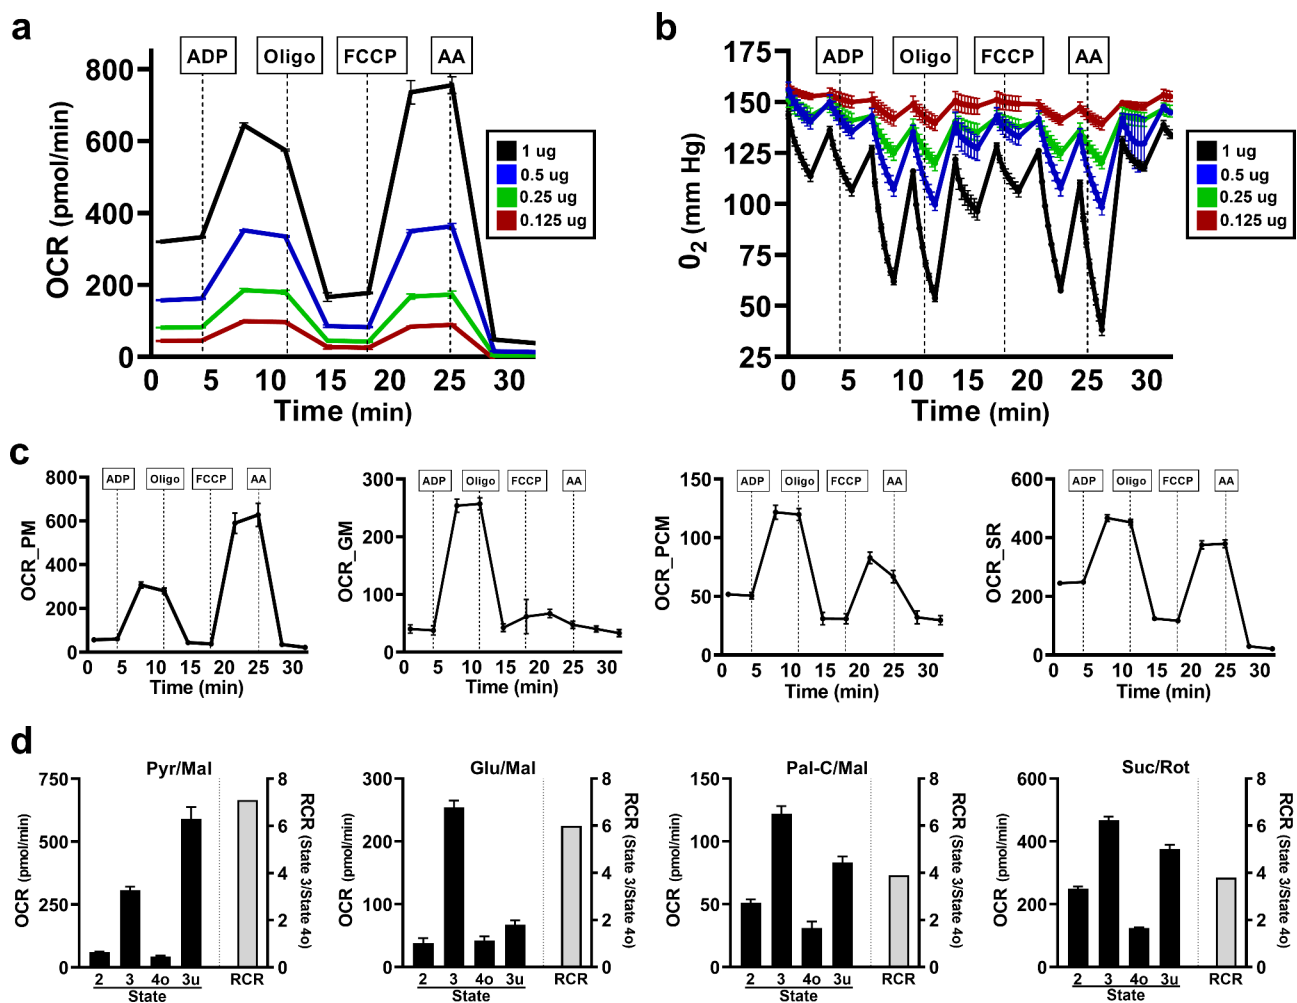 a
ADP
Oligo
FCCP
AA
OCR (pmol/min)
800
600
400
200
0
0 5 10 15 20 25 30
Time (min)
1 ug
0.5 ug
0.25 ug
0.125 ug
b
ADP
Oligo
FCCP
AA
02 (mm Hg)
175
150
125
100
75
50
25
0 5 10 15 20 25 30
Time (min)
1 ug
0.5 ug
0.25 ug
0.125 ug
c
ADP Oligo FCCP AA
OCR_PM
800
600
400
200
0
0 5 10 15 20 25 30
Time (min)
ADP Oligo FCCP AA
OCR_GM
300
200
100
0
0 5 10 15 20 25 30
Time (min)
ADP Oligo FCCP AA
OCR_PCM
150
100
50
0
0 5 10 15 20 25 30
Time (min)
ADP Oligo FCCP AA
OCR_SR
600
400
200
0
0 5 10 15 20 25 30
Time (min)
d
Pyr/Mal
OCR (pmol/min)
750
500
250
0
2 3 4o 3u RCR
State
8
6
4
2
0
RCR (State 3/State 4o)
Glu/Mal
OCR (pmol/min)
300
250
200
150
100
50
0
2 3 4o 3u RCR
State
8
6
4
2
0
RCR (State 3/State 4o)
Pal-C/Mal
OCR (pmol/min)
150
100
50
0
2 3 4o 3u RCR
State
8
6
4
2
0
RCR (State 3/State 4o)
Suc/Rot
OCR (pmol/min)
600
400
200
0
2 3 4o 3u RCR
State
8
6
4
2
0
RCR (State 3/State 4o)